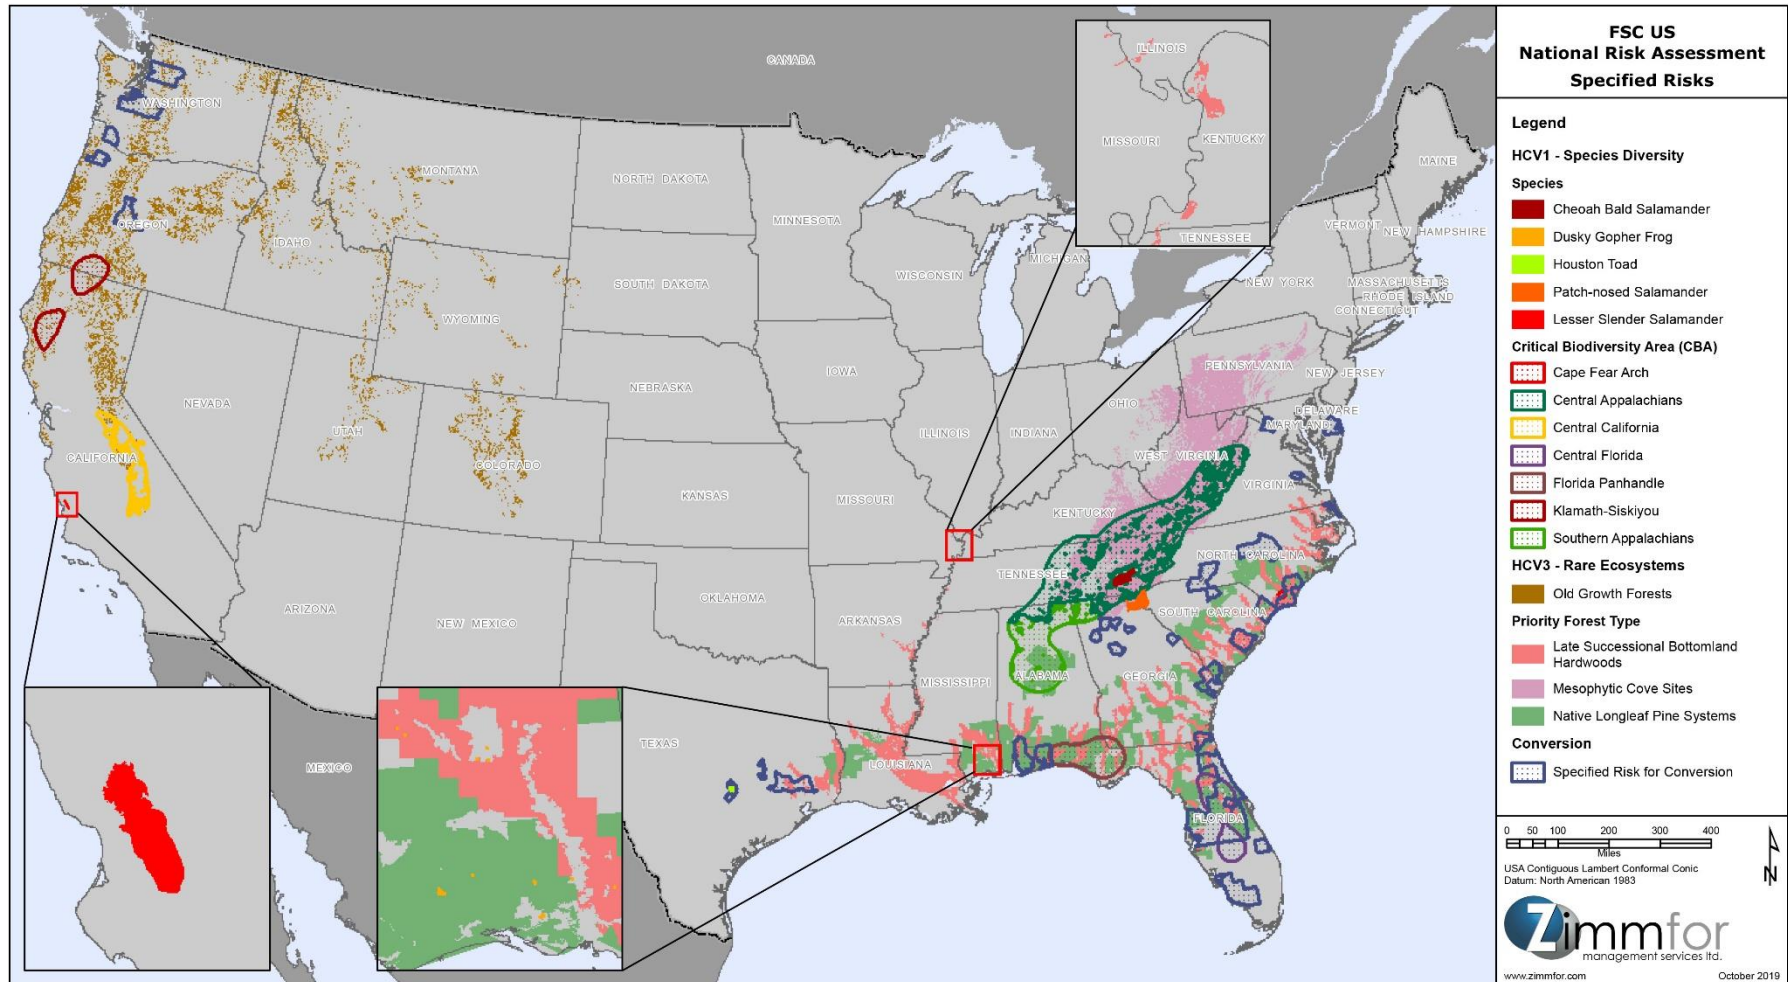 FSC US
National Risk Assessment
Specified Risks
Legend
HCV1 - Species Diversity
Species
Cheoah Bald Salamander
Dusky Gopher Frog
Houston Toad
Patch-nosed Salamander
Lesser Slender Salamander
Critical Biodiversity Area (CBA)
Cape Fear Arch
Central Appalachians
Central California
Central Florida
Florida Panhandle
Klamath-Siskiyou
Southern Appalachians
HCV3 - Rare Ecosystems
Old Growth Forests
Priority Forest Type
Late Successional Bottomland
Hardwoods
Mesophytic Cove Sites
Native Longleaf Pine Systems
Conversion
Specified Risk for Conversion
0 50 100 200 300 400
Miles
USA Contiguous Lambert Conformal Conic
Datum: North American 1983
N
Zimmfor
management services ltd.
www.zimmfor.com
October 2019
CANADA
WASHINGTON
OREGON
IDAHO
MONTANA
NORTH DAKOTA
SOUTH DAKOTA
MINNESOTA
WISCONSIN
MICHIGAN
MAINE
VERMONT
NEW HAMPSHIRE
NEW YORK
MASSACHUSETTS
RHODE ISLAND
CONNECTICUT
WYOMING
NEVADA
UTAH
COLORADO
NEBRASKA
IOWA
ILLINOIS
INDIANA
OHIO
PENNSYLVANIA
NEW JERSEY
DELAWARE
MARYLAND
WEST VIRGINIA
VIRGINIA
CALIFORNIA
KANSAS
MISSOURI
KENTUCKY
TENNESSEE
NORTH CAROLINA
SOUTH CAROLINA
ARIZONA
NEW MEXICO
OKLAHOMA
ARKANSAS
MISSISSIPPI
ALABAMA
GEORGIA
TEXAS
LOUISIANA
FLORIDA
MEXICO
ILLINOIS
MISSOURI
KENTUCKY
TENNESSEE